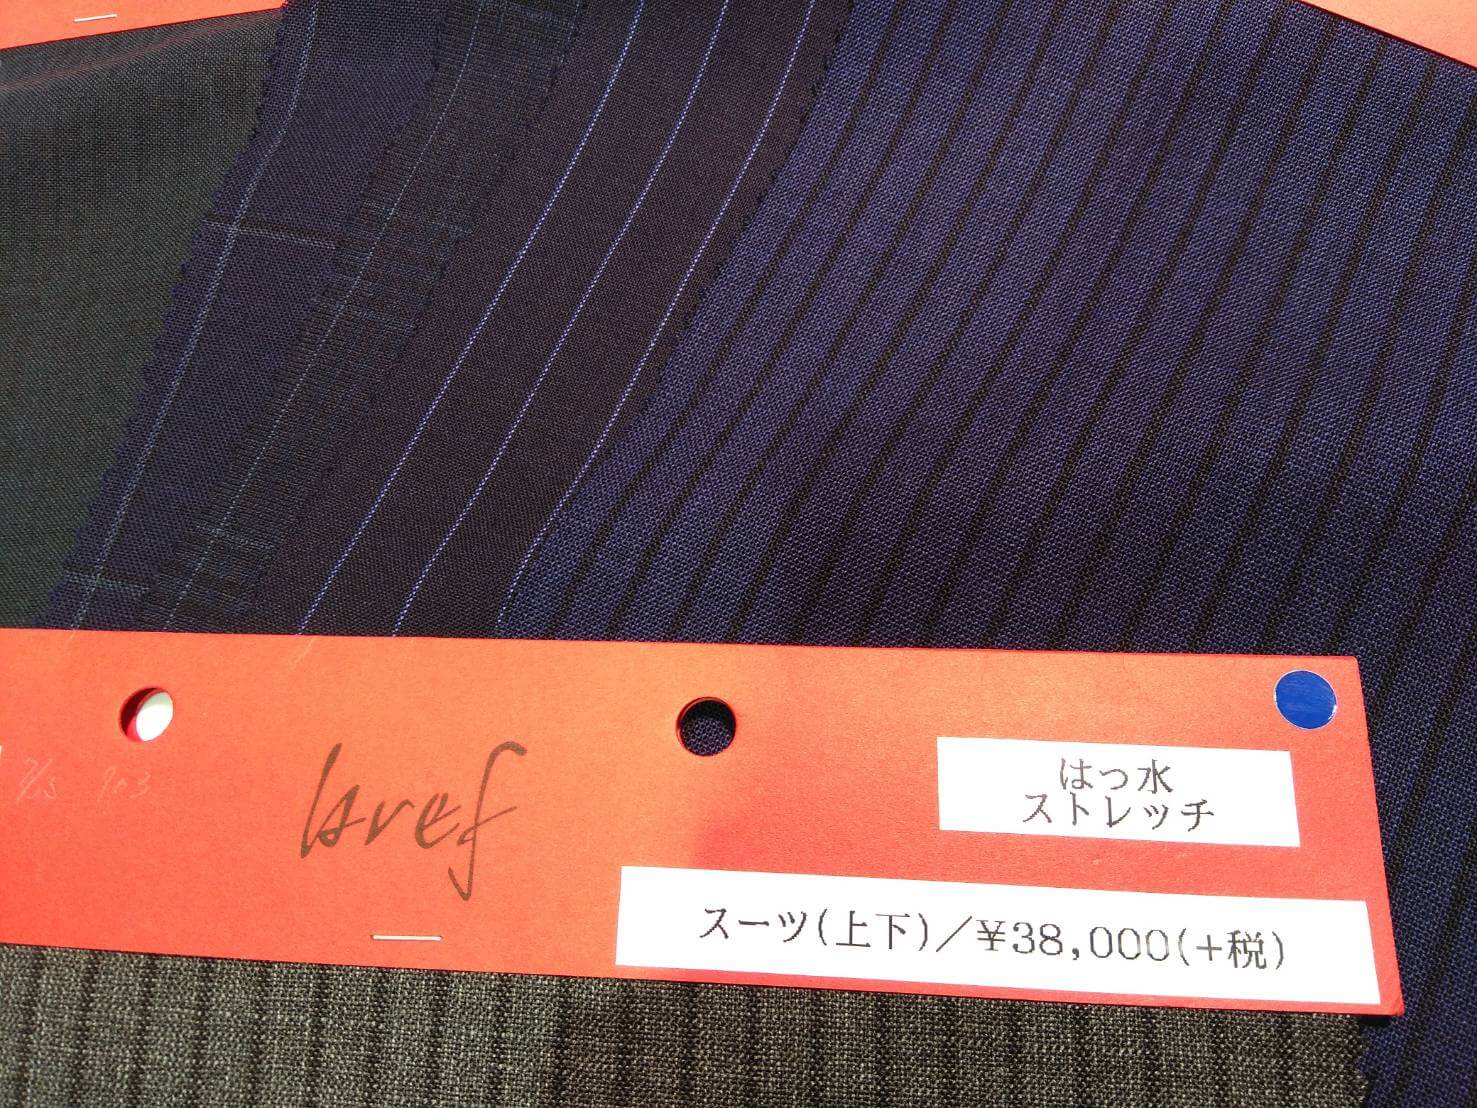 bref
はっ水
ストレッチ
スーツ(上下)／¥38,000(+税)